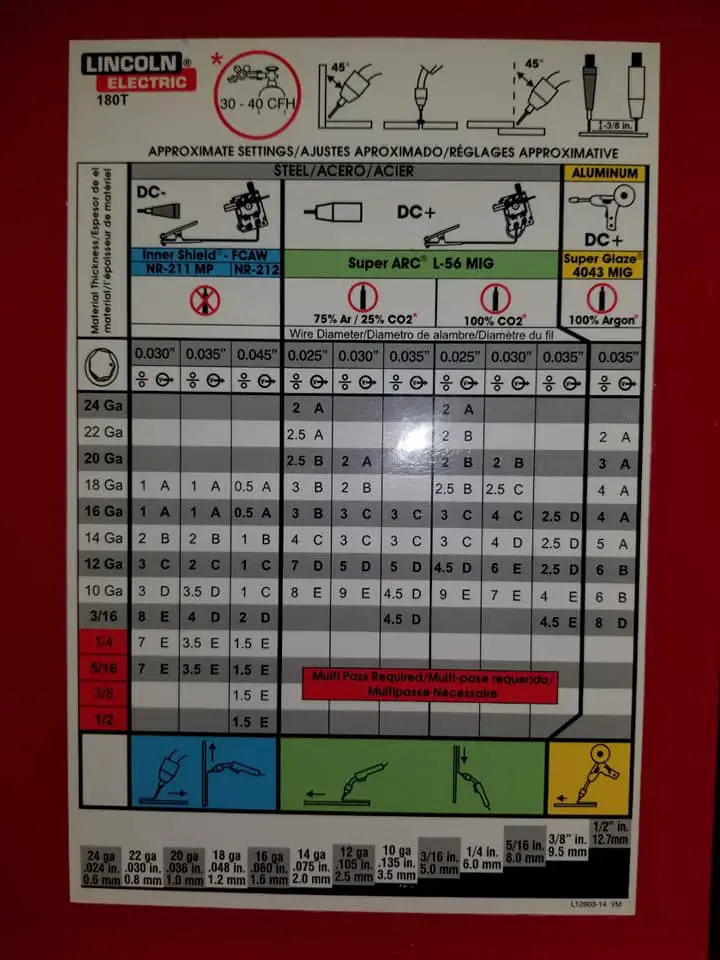 LINCOLN ®
ELECTRIC
180T
*
30 - 40 CFH
45°
45°
-3/8 in.
APPROXIMATE SETTINGS/AJUSTES APROXIMADO/RÉGLAGES APPROXIMATIVE
Material Thickness/Espesor de el
material/l'épaisseur de matériel
STEEL/ACERO/ACIER
ALUMINUM
DC-
DC+
DC+
Inner Shield® - FCAW
NR-211 MP NR-212
Super ARC® L-56 MIG
Super Glaze®
4043 MIG
75% Ar / 25% CO2* 100% CO2* 100% Argon*
Wire Diameter/Diametro de alambre/Diamètre du fil
0.030" 0.035" 0.045" 0.025" 0.030" 0.035" 0.025" 0.030" 0.035" 0.035"
24 Ga 2 A 2 A
22 Ga 2.5 A 2 B 2 A
20 Ga 2.5 B 2 A 2 B 2 B 3 A
18 Ga 1 A 1 A 0.5 A 3 B 2 B 2.5 B 2.5 C 4 A
16 Ga 1 A 1 A 0.5 A 3 B 3 C 3 C 3 C 4 C 2.5 D 4 A
14 Ga 2 B 2 B 1 B 4 C 3 C 3 C 3 C 4 D 2.5 D 5 A
12 Ga 3 C 2 C 1 C 7 D 5 D 5 D 4.5 D 6 E 2.5 D 6 B
10 Ga 3 D 3.5 D 1 C 8 E 9 E 4.5 D 9 E 7 E 4 E 6 B
3/16 8 E 4 D 2 D 4.5 D 4.5 E 8 D
1/4 7 E 3.5 E 1.5 E
5/16 7 E 3.5 E 1.5 E
3/8 1.5 E
1/2 1.5 E
Multi Pass Required/Multi-pase requerido/
Multipasse Nécessaire
24 ga 22 ga 20 ga 18 ga 16 ga 14 ga 12 ga 10 ga 3/16 in. 1/4 in. 5/16 in. 3/8" in. 1/2" in.
.024 in. .030 in. .036 in. .048 in. .060 in. .075 in. .105 in. .135 in. 5.0 mm 6.0 mm 8.0 mm 9.5 mm 12.7mm
0.6 mm 0.8 mm 1.0 mm 1.2 mm 1.6 mm 2.0 mm 2.5 mm 3.5 mm
L12803-14 VM